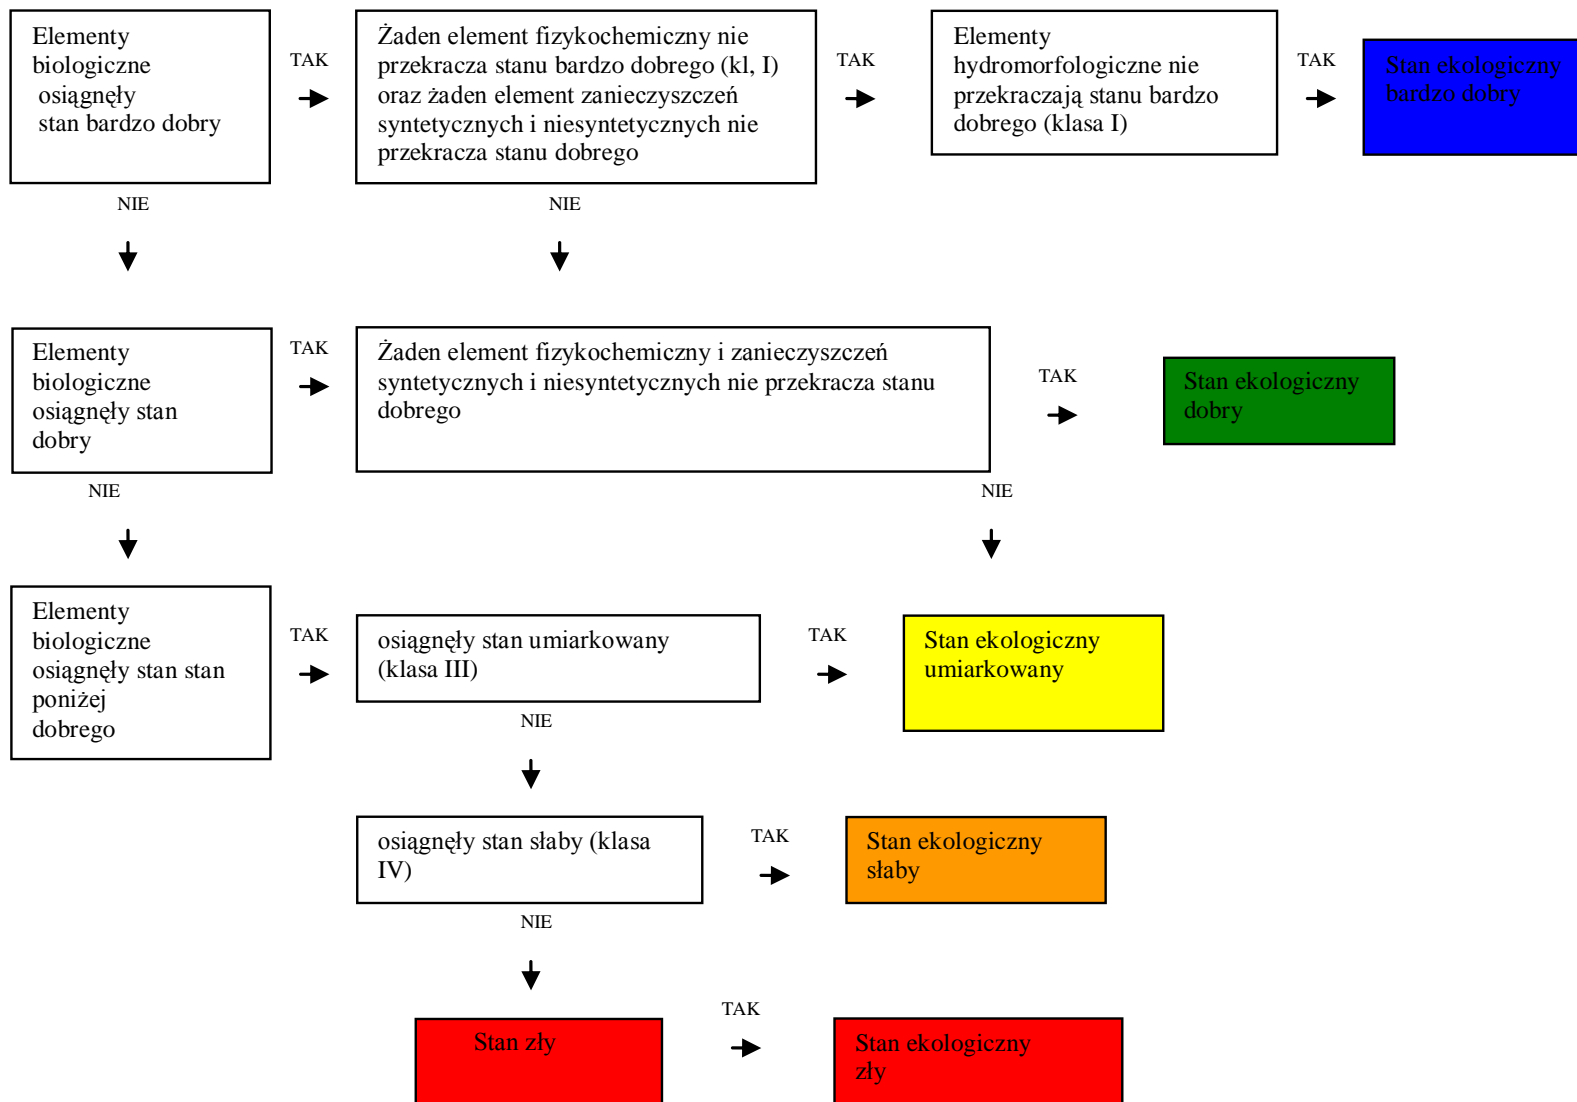 Elementy
biologiczne
osiągnęły
stan bardzo dobry
TAK
Żaden element fizykochemiczny nie
przekracza stanu bardzo dobrego (kl, I)
oraz żaden element zanieczyszczeń
syntetycznych i niesyntetycznych nie
przekracza stanu dobrego
TAK
Elementy
hydromorfologiczne nie
przekraczają stanu bardzo
dobrego (klasa I)
TAK
Stan ekologiczny
bardzo dobry
NIE
NIE
Elementy
biologiczne
osiągnęły stan
dobry
TAK
Żaden element fizykochemiczny i zanieczyszczeń
syntetycznych i niesyntetycznych nie przekracza stanu
dobrego
TAK
Stan ekologiczny
dobry
NIE
NIE
Elementy
biologiczne
osiągnęły stan stan
poniżej
dobrego
TAK
osiągnęły stan umiarkowany
(klasa III)
TAK
Stan ekologiczny
umiarkowany
NIE
osiągnęły stan słaby (klasa
IV)
TAK
Stan ekologiczny
słaby
NIE
Stan zły
TAK
Stan ekologiczny
zły